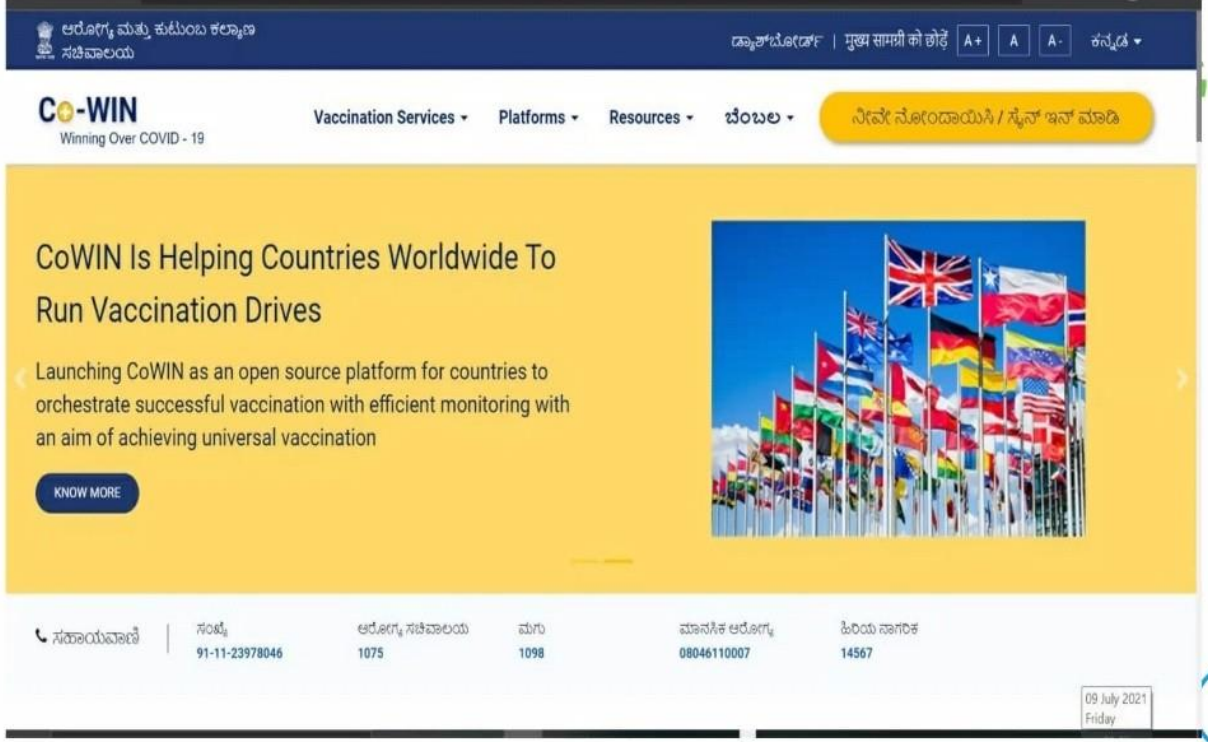 ಆರೋಗ್ಯ ಮತ್ತು ಕುಟುಂಬ ಕಲ್ಯಾಣ
ಸಚಿವಾಲಯ
ಡ್ಯಾಶ್‌ಬೋರ್ಡ್ | मुख्य सामग्री को छोड़ें A+ A A- ಕನ್ನಡ
Co-WIN
Winning Over COVID - 19
Vaccination Services Platforms Resources ಬೆಂಬಲ ನೀವೇ ನೋಂದಾಯಿಸಿ / ಸೈನ್ ಇನ್ ಮಾಡಿ
CoWIN Is Helping Countries Worldwide To
Run Vaccination Drives
Launching CoWIN as an open source platform for countries to
orchestrate successful vaccination with efficient monitoring with
an aim of achieving universal vaccination
KNOW MORE
ಸಹಾಯವಾಣಿ
ಸಂಖ್ಯೆ ಆರೋಗ್ಯ ಸಚಿವಾಲಯ ಮಗು ಮಾನಸಿಕ ಆರೋಗ್ಯ ಹಿರಿಯ ನಾಗರಿಕ
91-11-23978046 1075 1098 08046110007 14567
09 July 2021
Friday